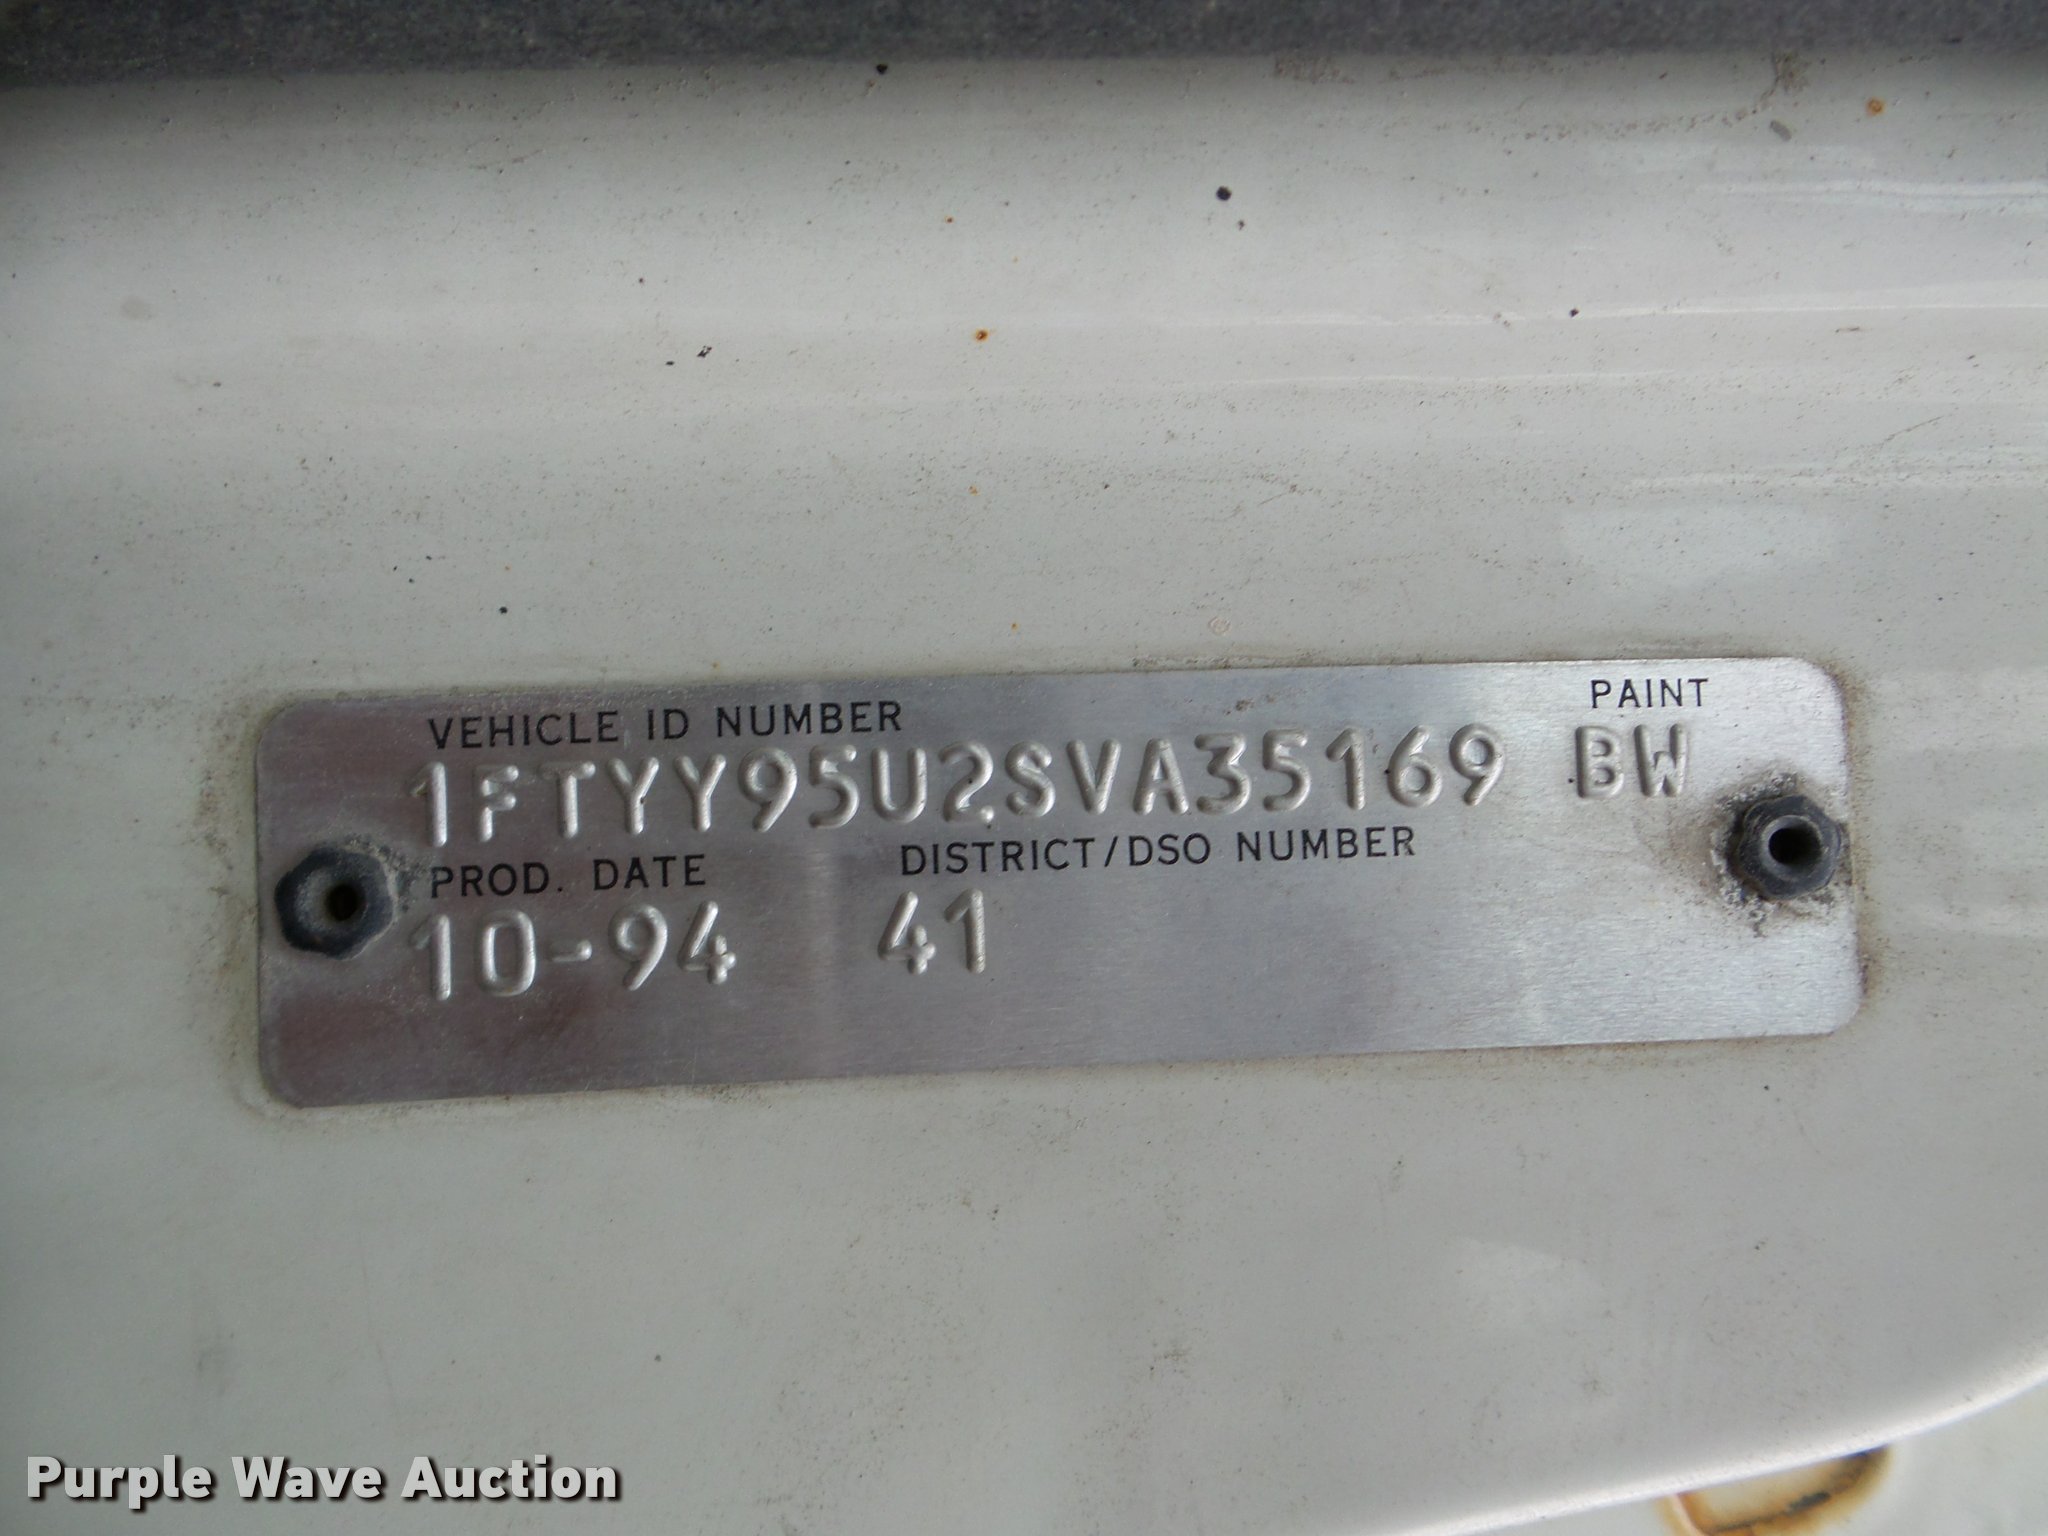 VEHICLE ID NUMBER PAINT
1FTYY95U2SVA35169 BW
PROD. DATE DISTRICT/DSO NUMBER
10-94 41
Purple Wave Auction